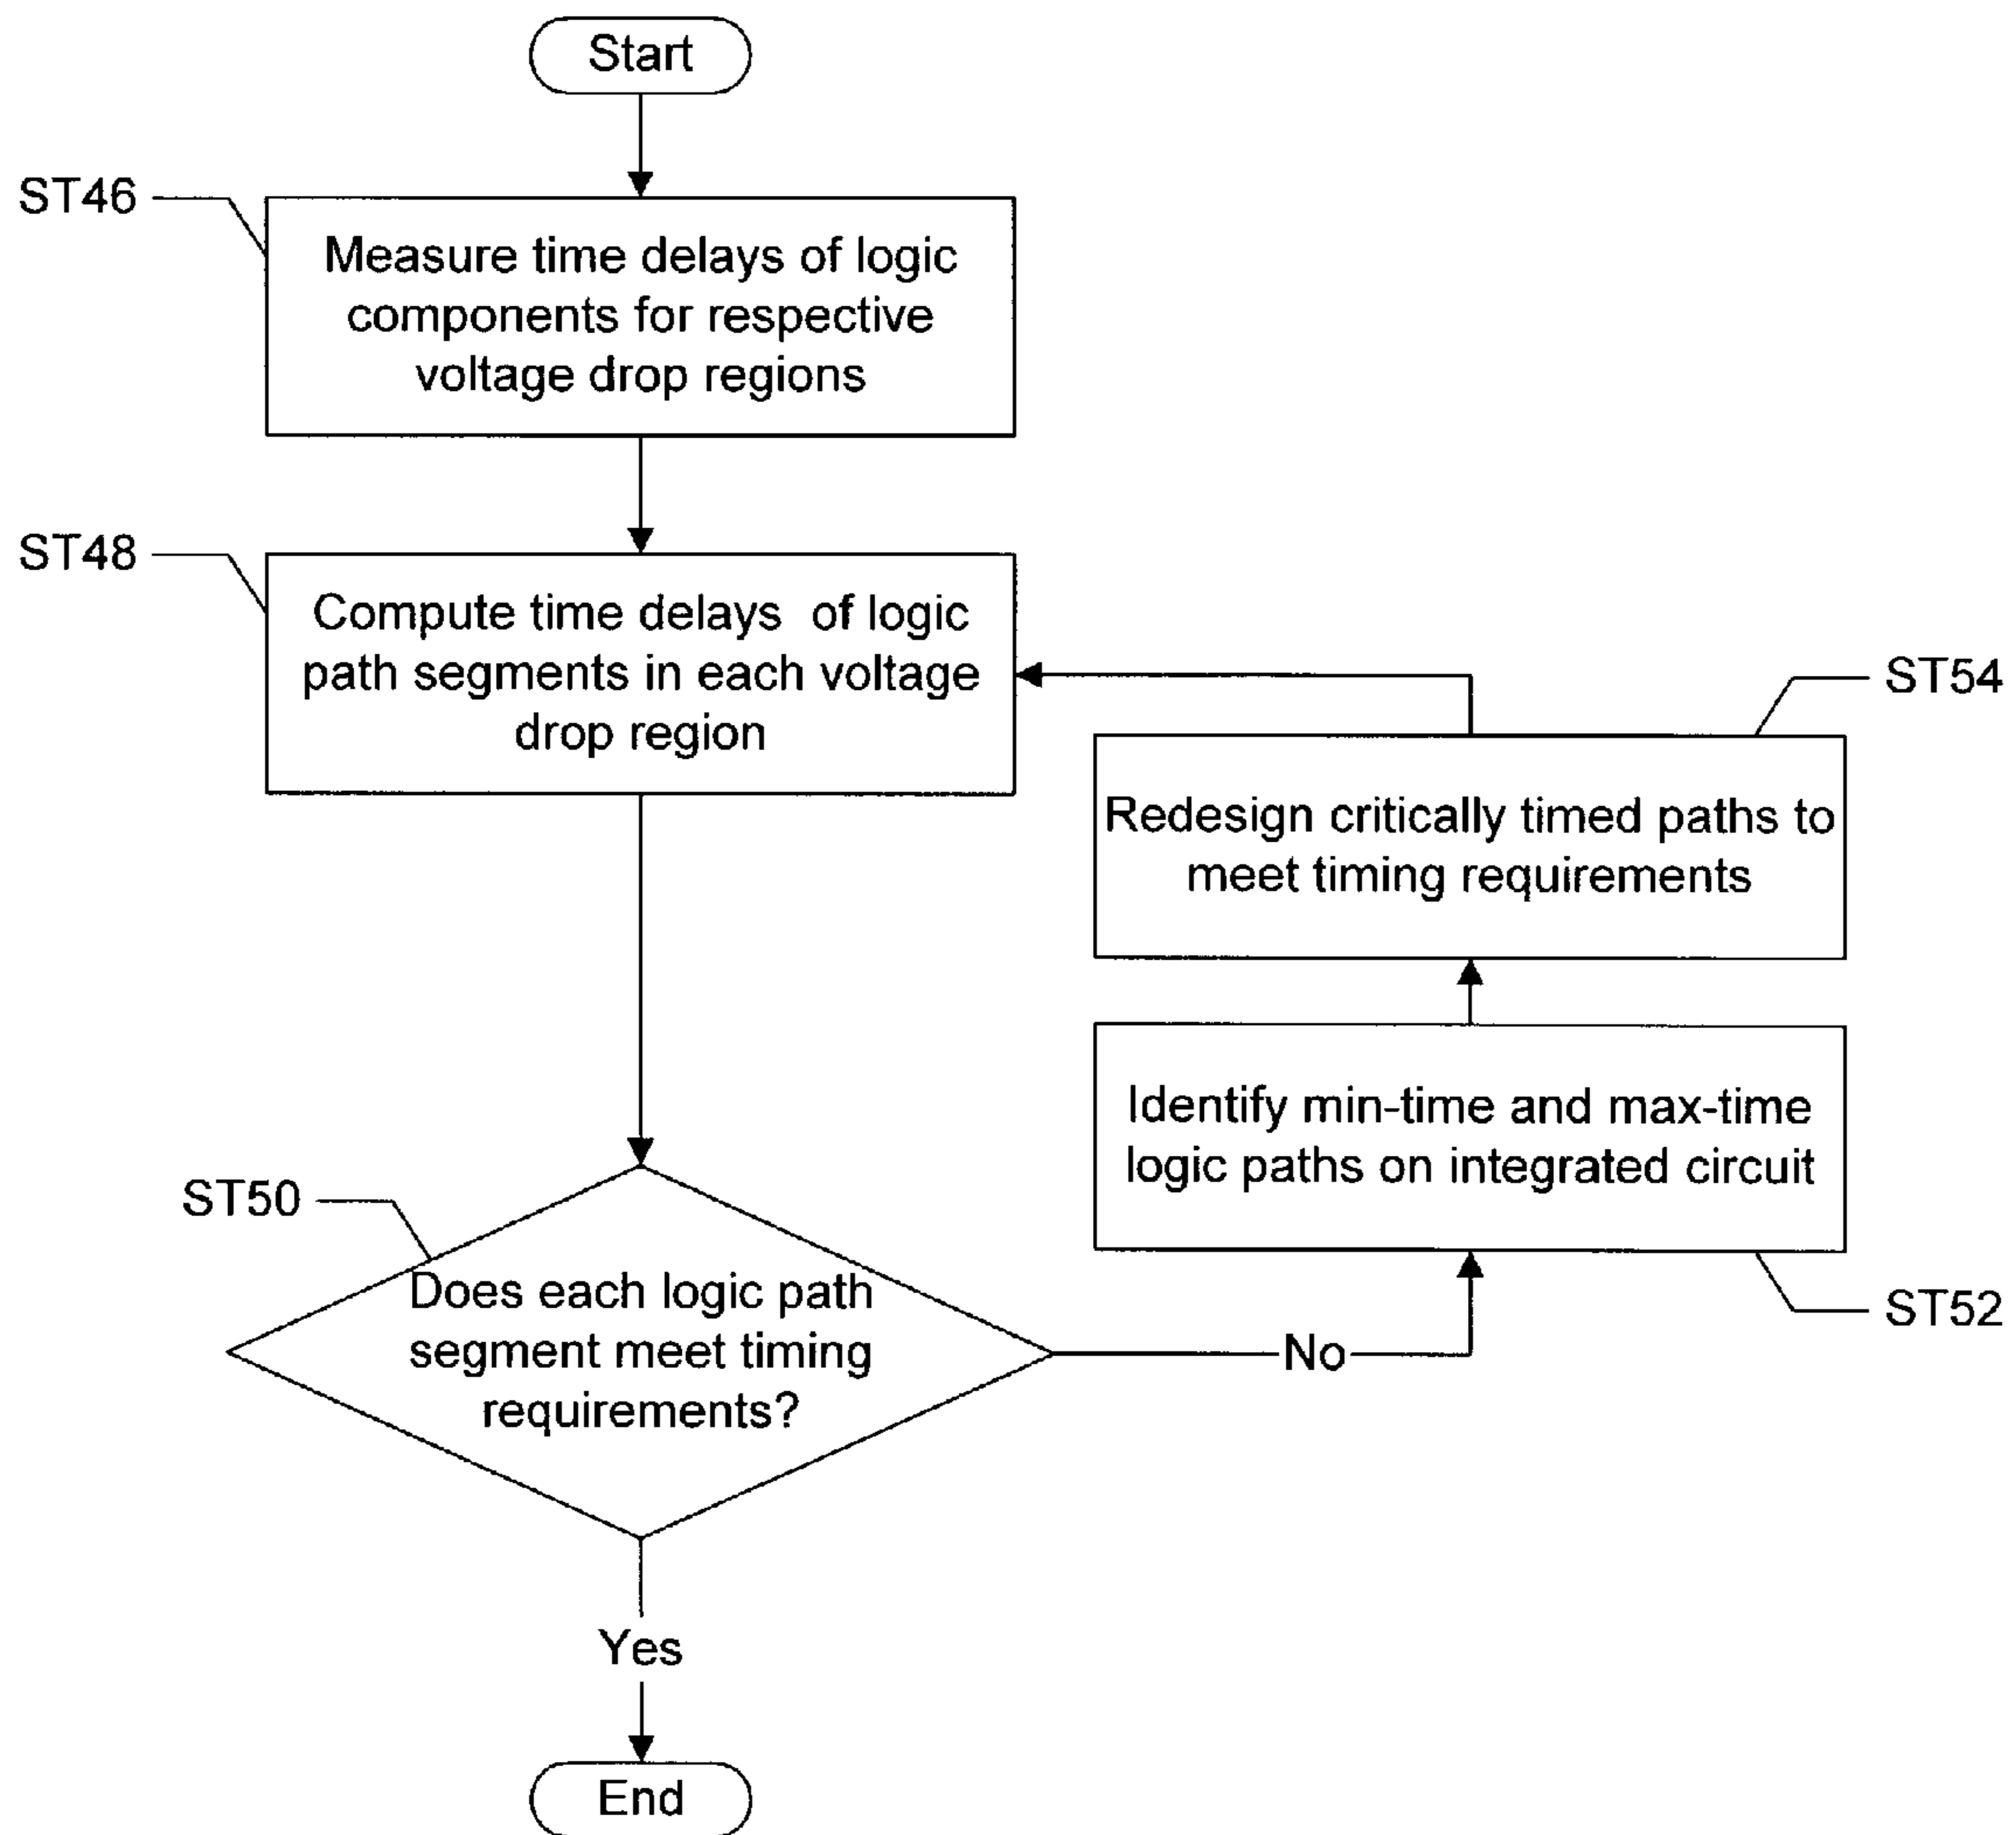 Start
ST46
Measure time delays of logic
components for respective
voltage drop regions
ST48
Compute time delays of logic
path segments in each voltage
drop region
ST54
Redesign critically timed paths to
meet timing requirements
Identify min-time and max-time
logic paths on integrated circuit
ST52
ST50
Does each logic path
segment meet timing
requirements?
No
Yes
End